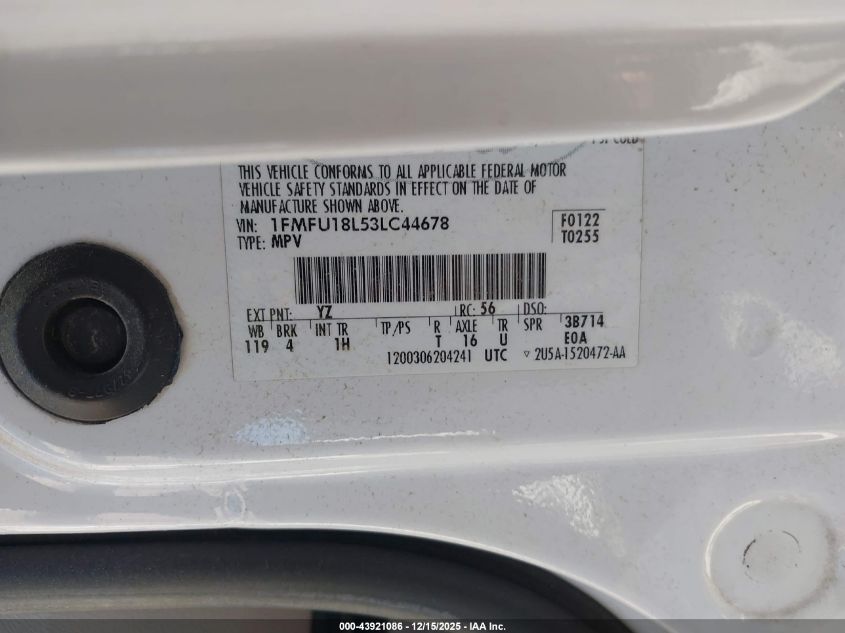 PSI COLD
THIS VEHICLE CONFORMS TO ALL APPLICABLE FEDERAL MOTOR
VEHICLE SAFETY STANDARDS IN EFFECT ON THE DATE OF
MANUFACTURE SHOWN ABOVE.
VIN: 1FMFU18L53LC44678
TYPE: MPV
F0122
T0255
EXT PNT: YZ RC: 56 DSO:
WB BRK INT TR TP/PS R AXLE TR SPR 3B714
119 4 1H T 16 U E0A
1200306204241 UTC ▽ 2U5A-1520472-AA
000-43921086 - 12/15/2025 - IAA Inc.